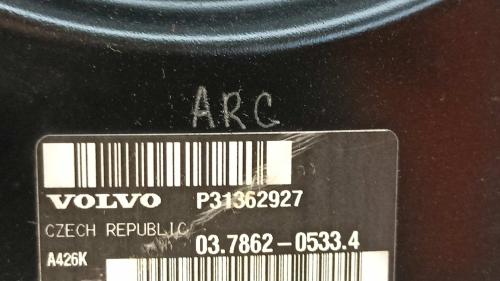 ARC
VOLVO P31362927
CZECH REPUBLIC
03.7862-0533.4
A426K